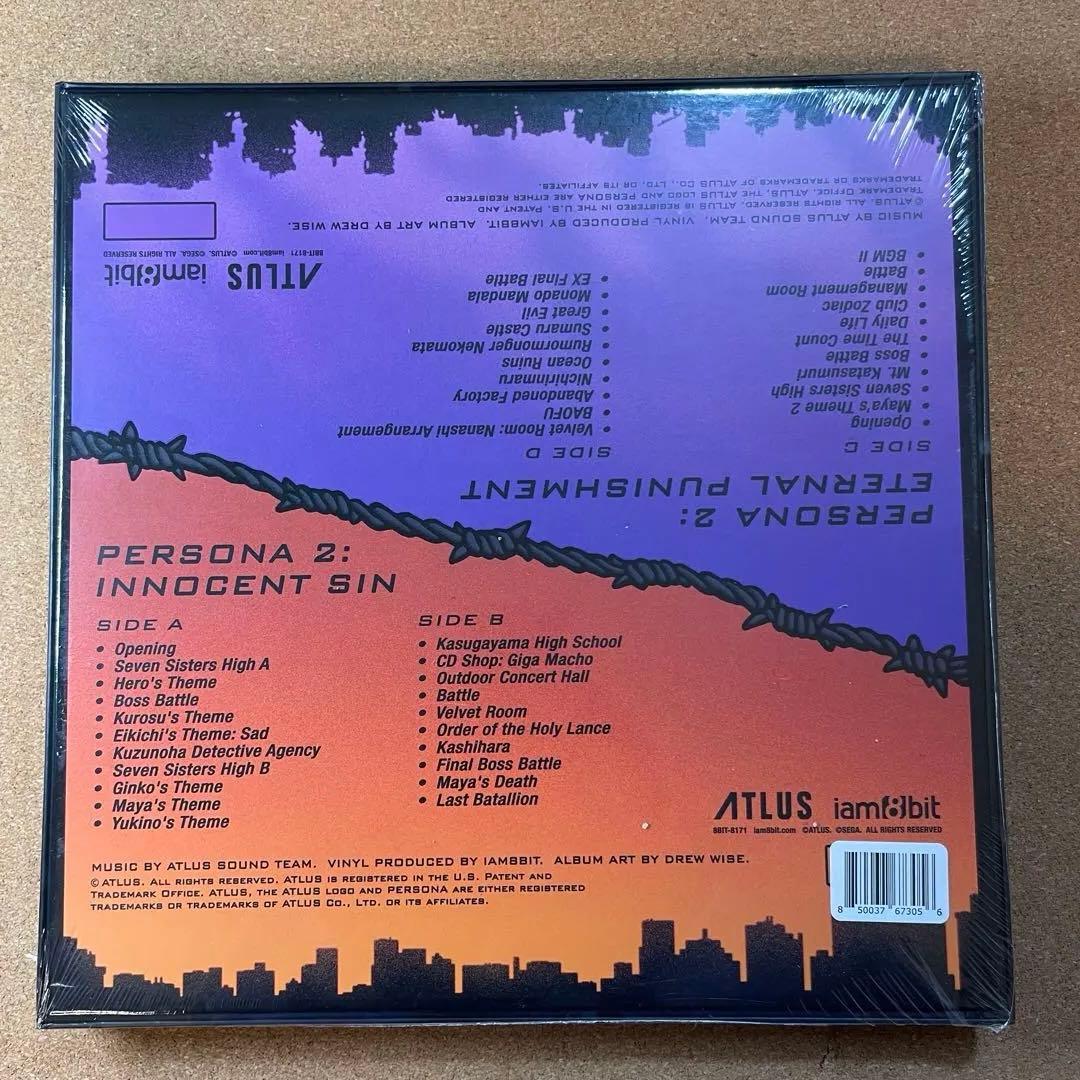 PERSONA 2:
INNOCENT SIN
SIDE A
• Opening
• Seven Sisters High A
• Hero's Theme
• Boss Battle
• Kurosu's Theme
• Eikichi's Theme: Sad
• Kuzunoha Detective Agency
• Seven Sisters High B
• Ginko's Theme
• Maya's Theme
• Yukino's Theme
SIDE B
• Kasugayama High School
• CD Shop: Giga Macho
• Outdoor Concert Hall
• Battle
• Velvet Room
• Order of the Holy Lance
• Kashihara
• Final Boss Battle
• Maya's Death
• Last Batallion
ATLUS iam8bit
8BIT-8171 iam8bit.com ©ATLUS. ©SEGA. ALL RIGHTS RESERVED
MUSIC BY ATLUS SOUND TEAM. VINYL PRODUCED BY IAM8BIT. ALBUM ART BY DREW WISE.
© ATLUS. ALL RIGHTS RESERVED. ATLUS IS REGISTERED IN THE U.S. PATENT AND
TRADEMARK OFFICE. ATLUS, THE ATLUS LOGO AND PERSONA ARE EITHER REGISTERED
TRADEMARKS OR TRADEMARKS OF ATLUS CO., LTD. OR ITS AFFILIATES.
8 50037 67305 6
PERSONA 2:
ETERNAL PUNISHMENT
SIDE C
• Opening
• Maya's Theme 2
• Seven Sisters High
• Mt. Katasumuri
• Boss Battle
• The Time Count
• Daily Life
• Club Zodiac
• Management Room
• Battle
• BGM II
SIDE D
• Velvet Room: Nanashi Arrangement
• BAOFU
• Abandoned Factory
• Nichirinmaru
• Ocean Ruins
• Rumormonger Nekomata
• Sumaru Castle
• Great Evil
• Monado Mandala
• EX Final Battle
ATLUS iam8bit
8BIT-8171 iam8bit.com ©ATLUS. ©SEGA. ALL RIGHTS RESERVED
MUSIC BY ATLUS SOUND TEAM. VINYL PRODUCED BY IAM8BIT. ALBUM ART BY DREW WISE.
© ATLUS. ALL RIGHTS RESERVED. ATLUS IS REGISTERED IN THE U.S. PATENT AND
TRADEMARK OFFICE. ATLUS, THE ATLUS LOGO AND PERSONA ARE EITHER REGISTERED
TRADEMARKS OR TRADEMARKS OF ATLUS CO., LTD. OR ITS AFFILIATES.